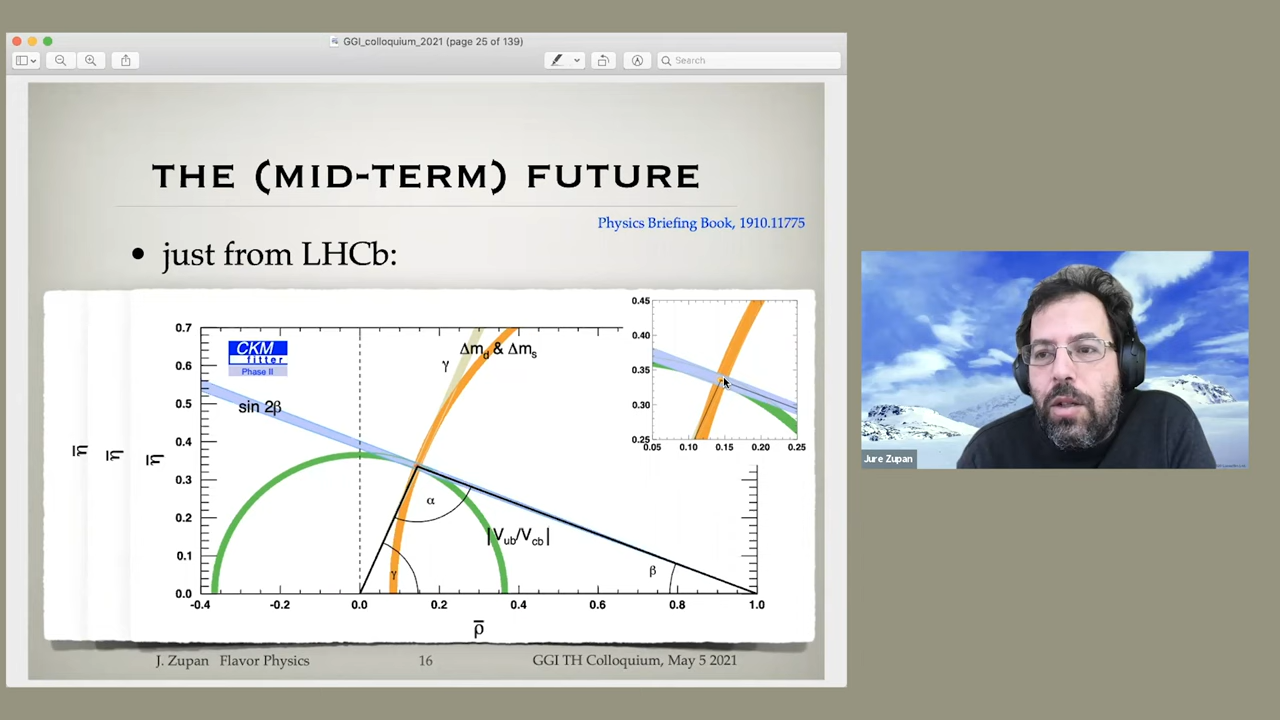 GGI_colloquium_2021 (page 25 of 139)
Search
THE (MID-TERM) FUTURE
Physics Briefing Book, 1910.11775
• just from LHCb:
CKM
fitter
Phase II
γ
Δm_d & Δm_s
sin 2β
α
|V_ub/V_cb|
β
γ
0.7
0.6
0.5
0.4
0.3
0.2
0.1
0.0
-0.4 -0.2 0.0 0.2 0.4 0.6 0.8 1.0
ρ̄
η̄ η̄ η̄
0.45
0.40
0.35
0.30
0.25
0.05 0.10 0.15 0.20 0.25
J. Zupan Flavor Physics 16 GGI TH Colloquium, May 5 2021
Jure Zupan